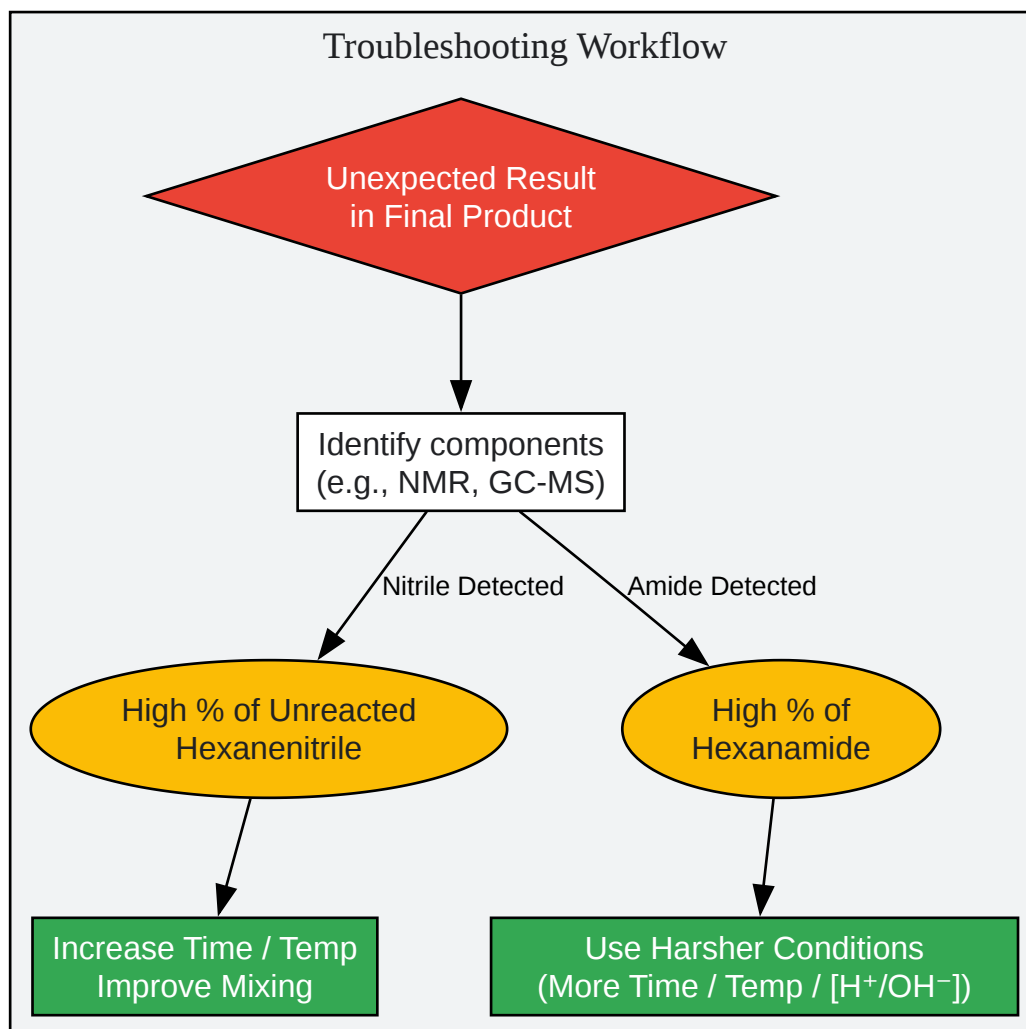 Troubleshooting Workflow
Unexpected Result
in Final Product
Identify components
(e.g., NMR, GC-MS)
Nitrile Detected
Amide Detected
High % of Unreacted
Hexanenitrile
High % of
Hexanamide
Increase Time / Temp
Improve Mixing
Use Harsher Conditions
(More Time / Temp / [H⁺/OH⁻])